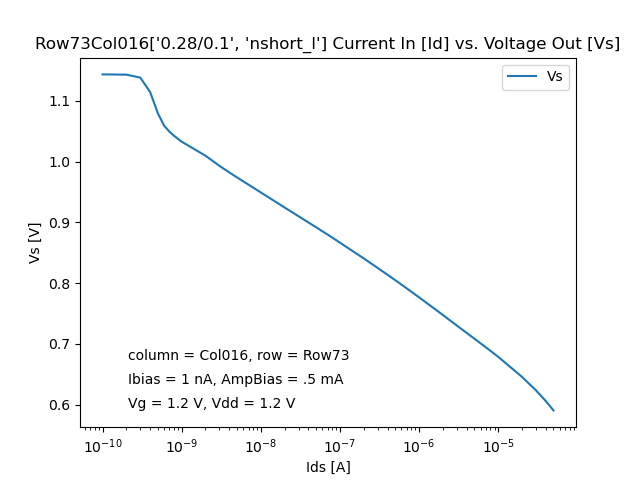 Row73Col016['0.28/0.1', 'nshort_l'] Current In [Id] vs. Voltage Out [Vs]
Vs
1.1
1.0
0.9
0.8
0.7
0.6
Vs [V]
column = Col016, row = Row73
Ibias = 1 nA, AmpBias = .5 mA
Vg = 1.2 V, Vdd = 1.2 V
10⁻¹⁰ 10⁻⁹ 10⁻⁸ 10⁻⁷ 10⁻⁶ 10⁻⁵
Ids [A]